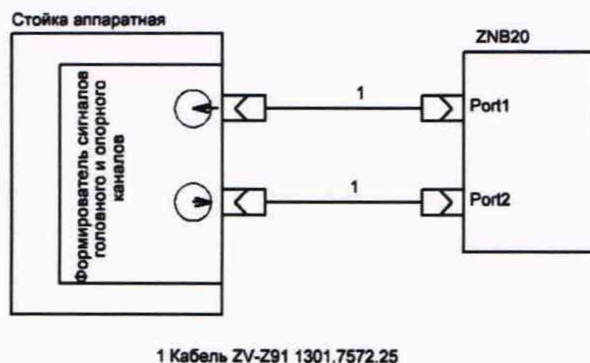 Стойка аппаратная
ZNB20
Формирователь сигналов
головного и опорного
каналов
1
Port1
1
Port2
1 Кабель ZV-Z91 1301.7572.25